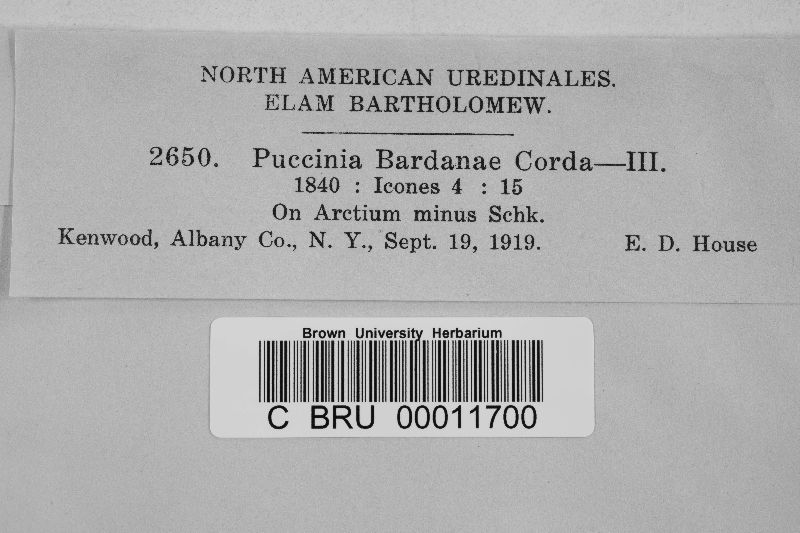 NORTH AMERICAN UREDINALES.
ELAM BARTHOLOMEW.
2650. Puccinia Bardanae Corda—III.
1840 : Icones 4 : 15
On Arctium minus Schk.
Kenwood, Albany Co., N. Y., Sept. 19, 1919. E. D. House
Brown University Herbarium
C BRU 00011700